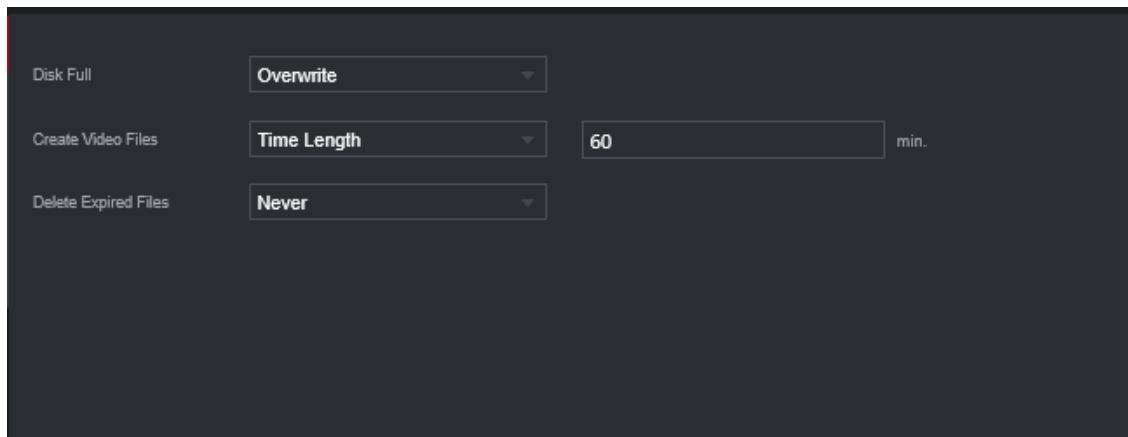 Disk Full Overwrite
Create Video Files Time Length 60 min.
Delete Expired Files Never